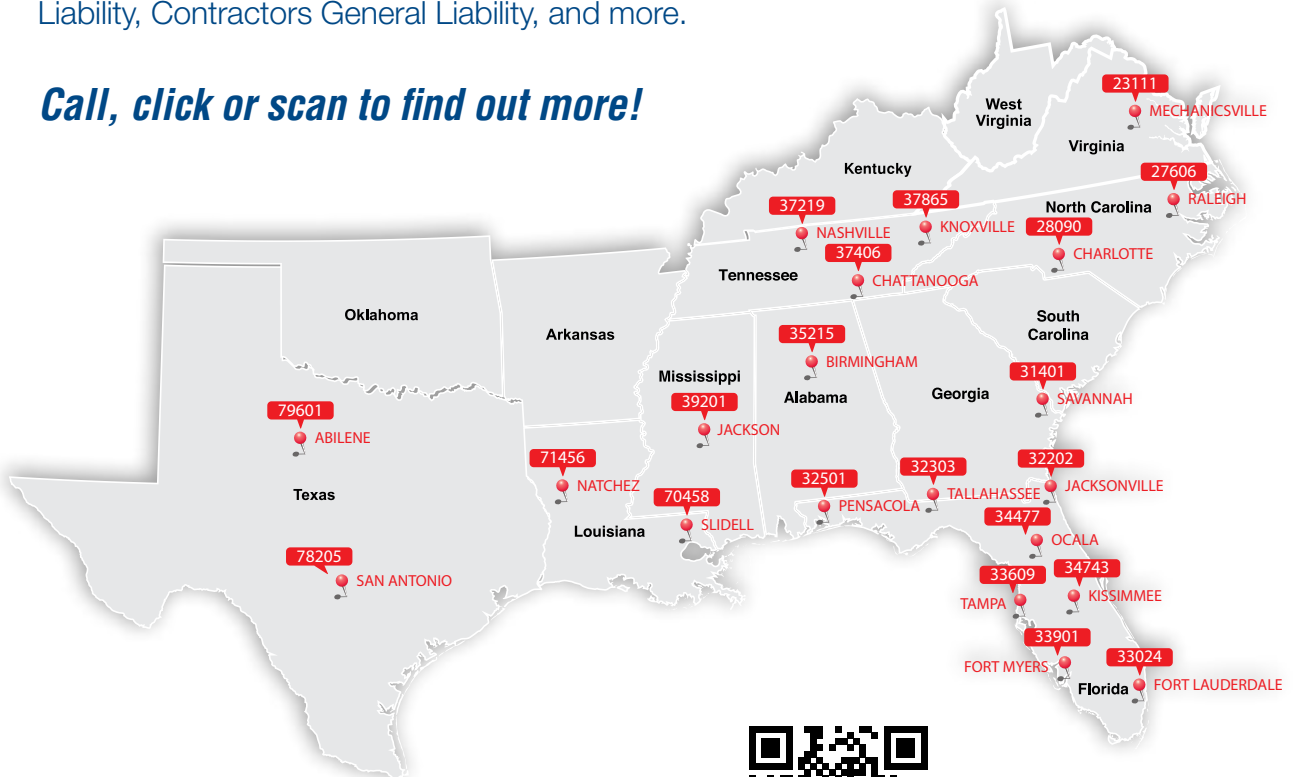 Liability, Contractors General Liability, and more.
Call, click or scan to find out more!
23111
MECHANICSVILLE
West
Virginia
Virginia
Kentucky
27606
RALEIGH
37219
NASHVILLE
37865
KNOXVILLE
North Carolina
28090
CHARLOTTE
37406
CHATTANOOGA
Tennessee
Oklahoma
Arkansas
South
Carolina
35215
BIRMINGHAM
Mississippi
39201
JACKSON
Alabama
Georgia
31401
SAVANNAH
79601
ABILENE
Texas
71456
NATCHEZ
70458
SLIDELL
Louisiana
32501
PENSACOLA
32303
TALLAHASSEE
32202
JACKSONVILLE
34477
OCALA
78205
SAN ANTONIO
33609
TAMPA
34743
KISSIMMEE
33901
FORT MYERS
33024
FORT LAUDERDALE
Florida